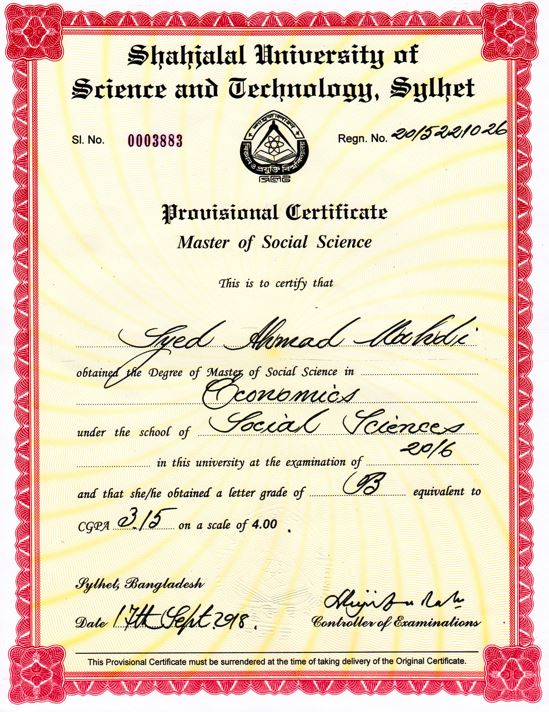 Shahjalal University of
Science and Technology, Sylhet
Sl. No. 0003883
Regn. No. 2015221026
Provisional Certificate
Master of Social Science
This is to certify that
Syed Ahmad Mahdi
obtained the Degree of Master of Social Science in
Economics
under the school of Social Sciences
in this university at the examination of 2016
and that she/he obtained a letter grade of B equivalent to
CGPA 3.15 on a scale of 4.00 .
Sylhet, Bangladesh
Date 17th Sept. 2018.
Controller of Examinations
This Provisional Certificate must be surrendered at the time of taking delivery of the Original Certificate.